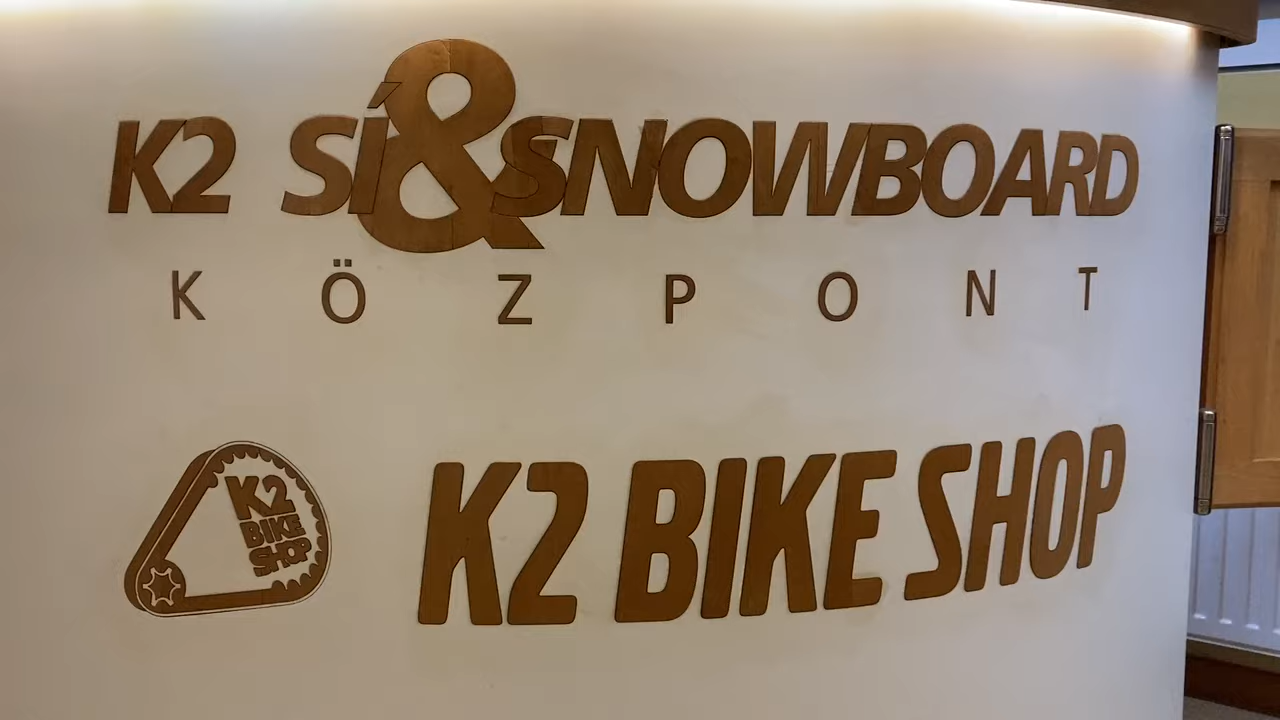 K2 SÍ&SNOWBOARD
KÖZPONT
K2
BIKE
SHOP
K2 BIKE SHOP